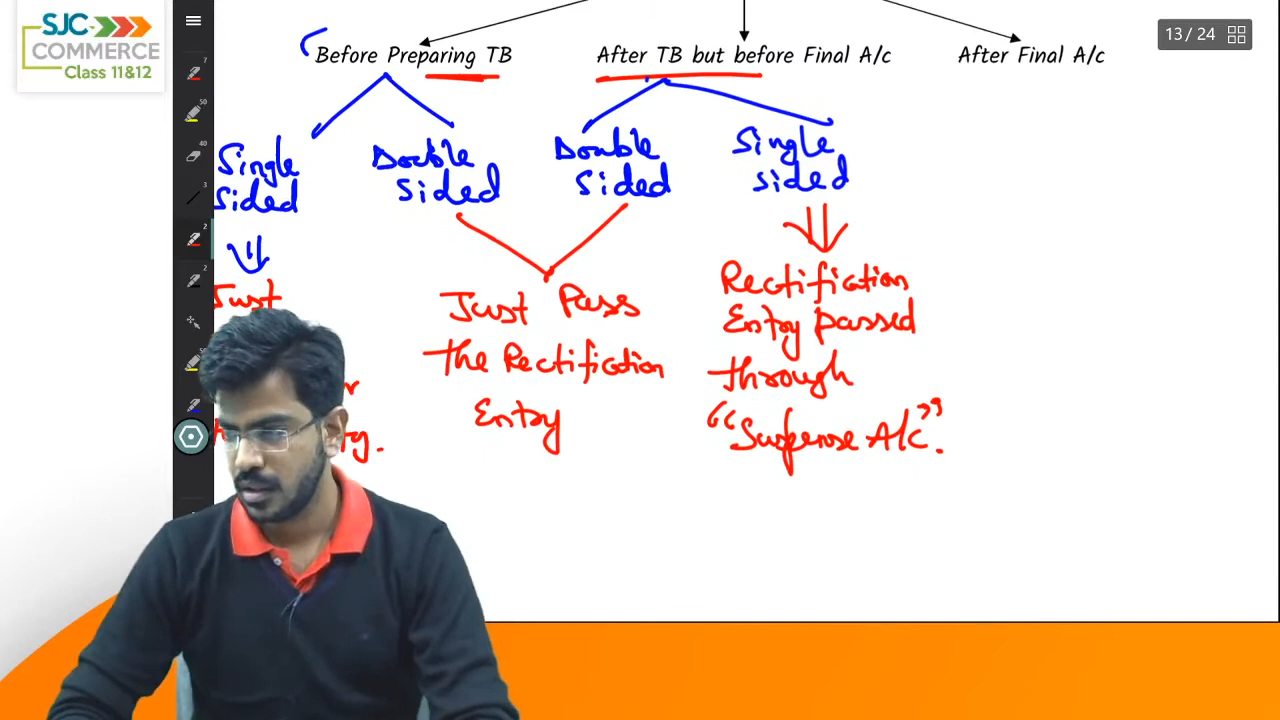 SJC
COMMERCE
Class 11&12
13 / 24
Before Preparing TB
After TB but before Final A/c
After Final A/c
Single
Sided
Double
Sided
Double
Sided
Single
sided
Just
Just Pass
The Rectification
Entry
Rectification
Entry passed
through
"Suspense A/c".